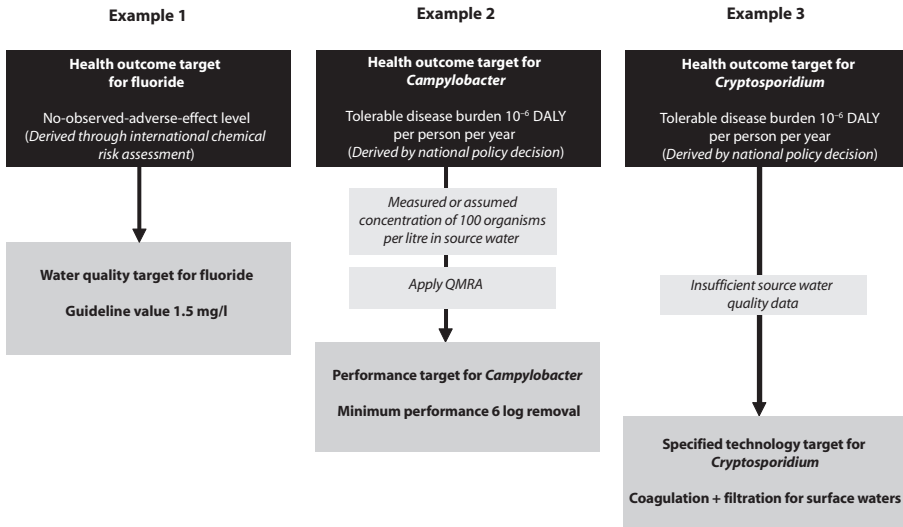 Example 1
Health outcome target
for fluoride
No-observed-adverse-effect level
(Derived through international chemical
risk assessment)
Water quality target for fluoride
Guideline value 1.5 mg/l
Example 2
Health outcome target for
Campylobacter
Tolerable disease burden 10⁻⁶ DALY
per person per year
(Derived by national policy decision)
Measured or assumed
concentration of 100 organisms
per litre in source water
Apply QMRA
Performance target for Campylobacter
Minimum performance 6 log removal
Example 3
Health outcome target for
Cryptosporidium
Tolerable disease burden 10⁻⁶ DALY
per person per year
(Derived by national policy decision)
Insufficient source water
quality data
Specified technology target for
Cryptosporidium
Coagulation + filtration for surface waters